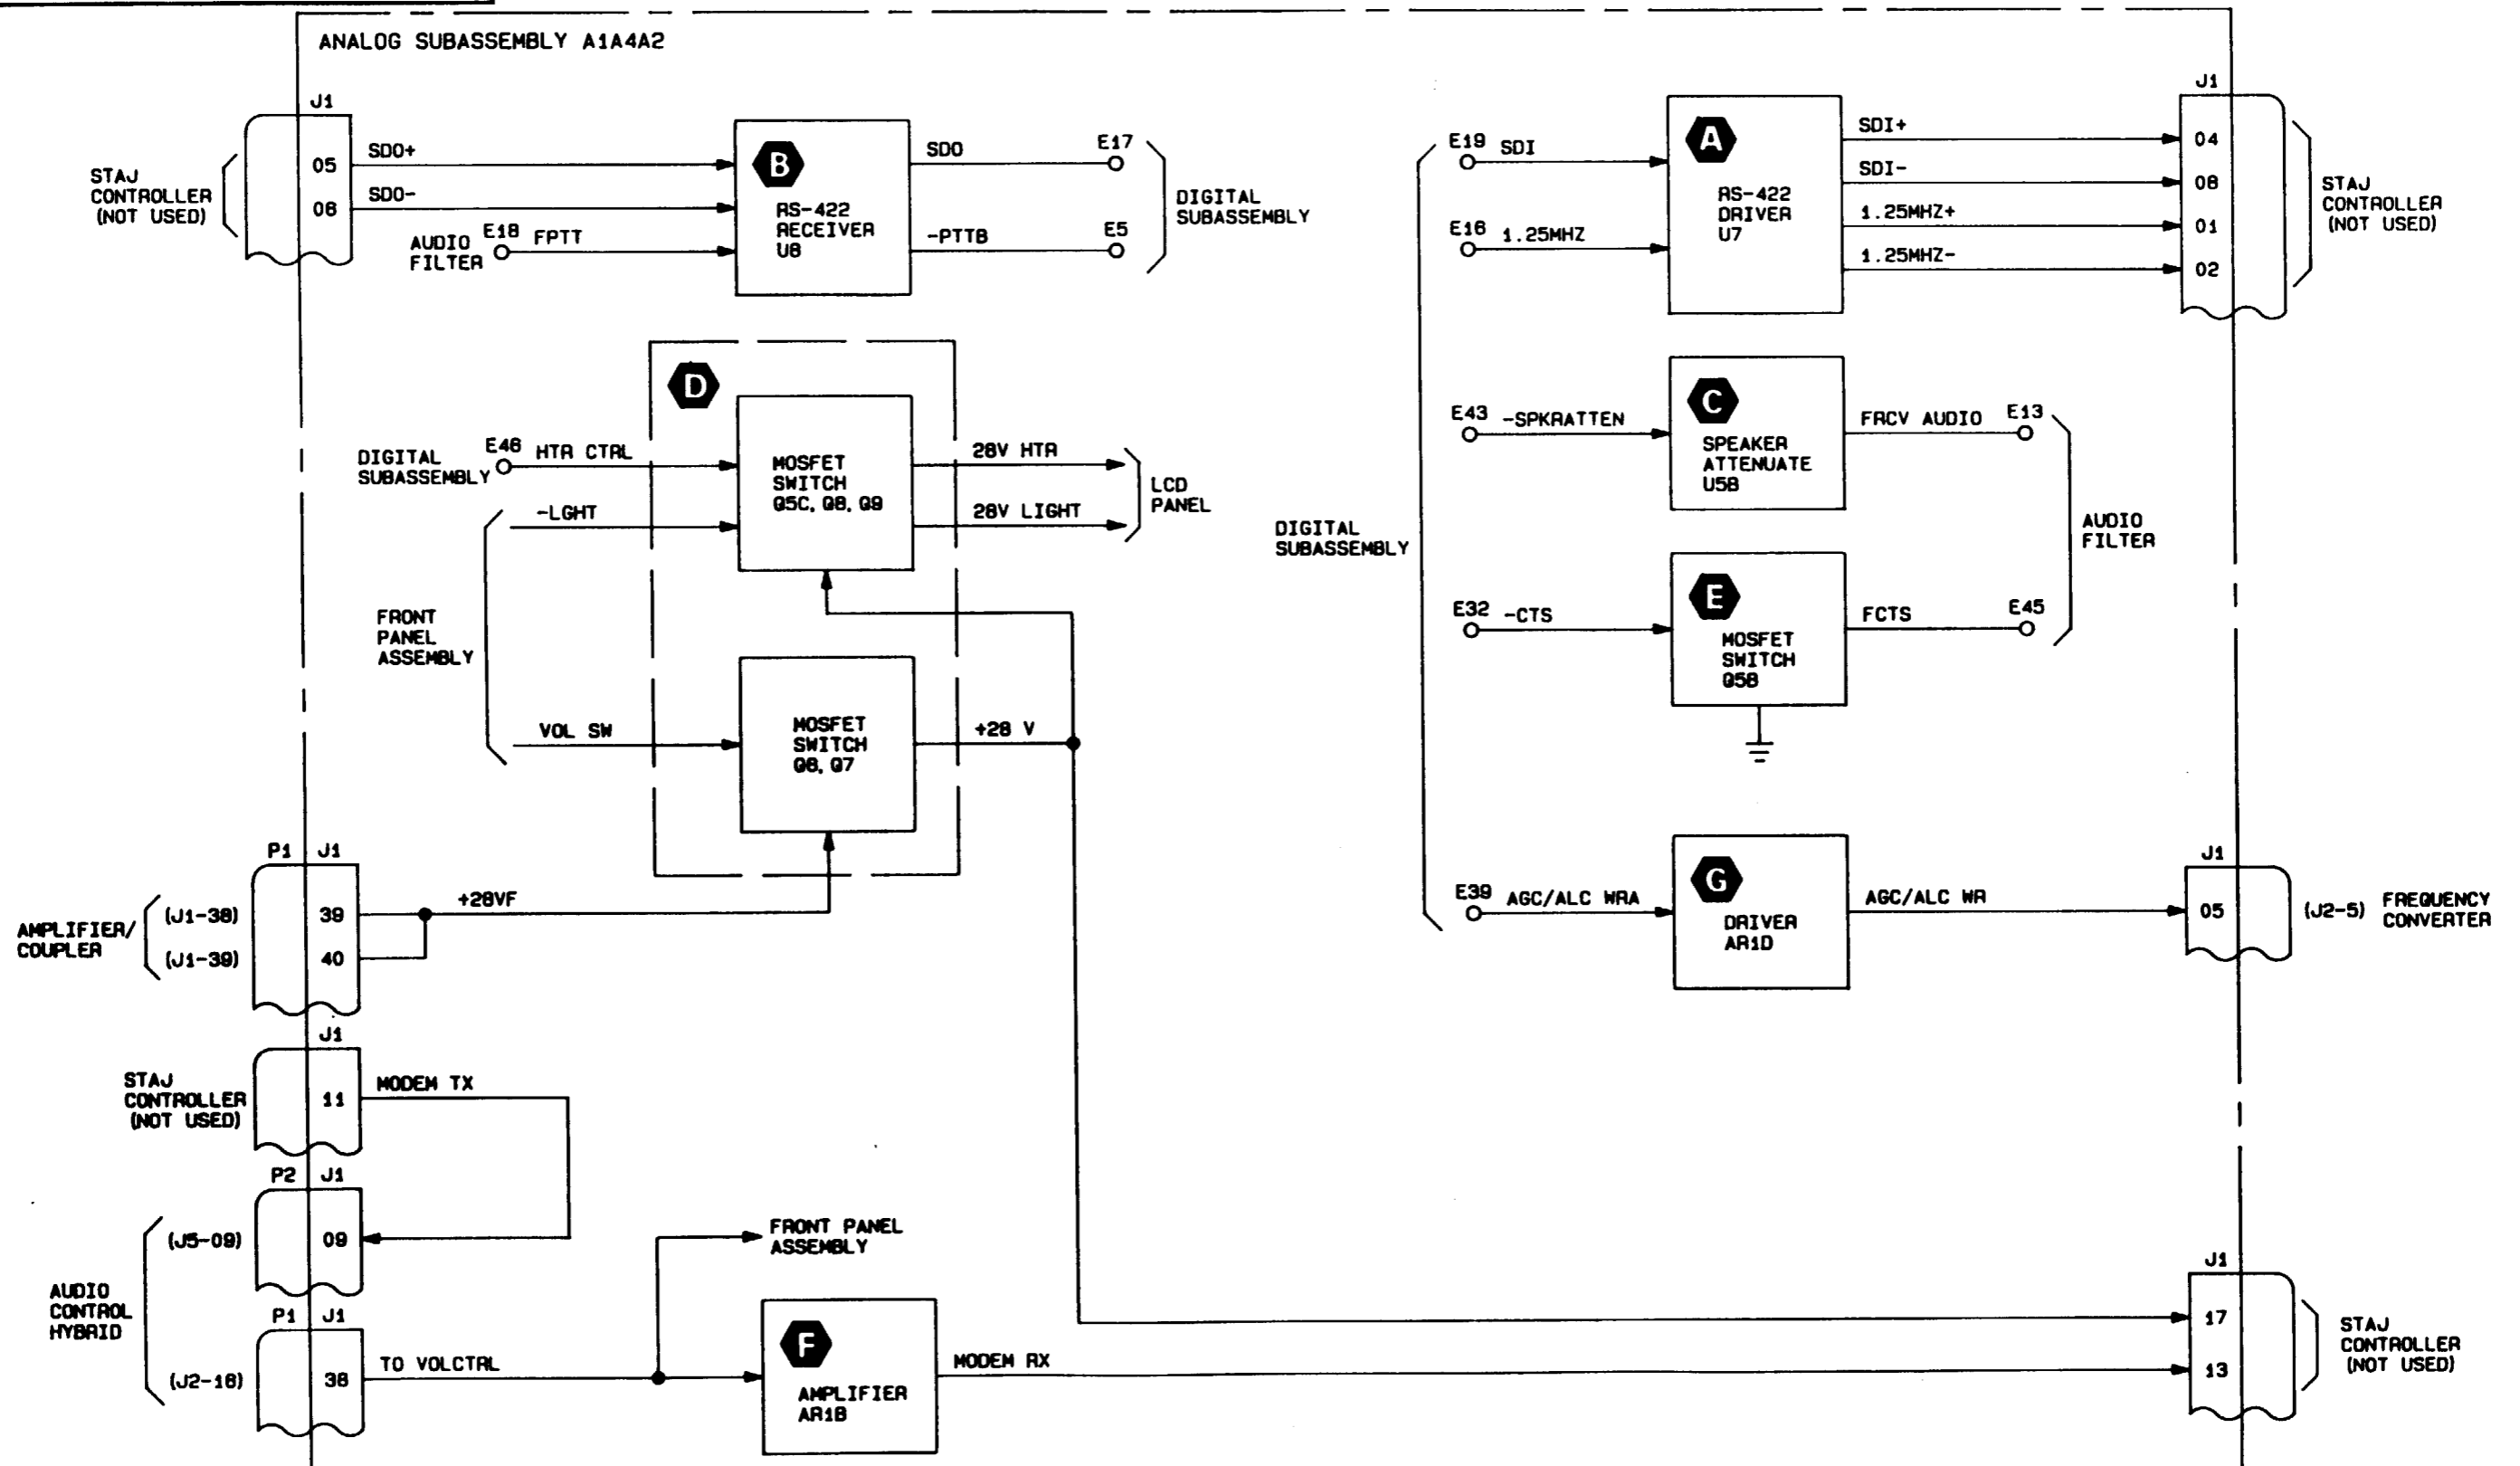 ANALOG SUBASSEMBLY A1A4A2
J1
STAJ
CONTROLLER
(NOT USED)
05
SDO+
06
SDO-
AUDIO
FILTER
E18
FPTT
B
RS-422
RECEIVER
U8
SDO
E17
-PTTB
E5
DIGITAL
SUBASSEMBLY
E19
SDI
E16
1.25MHZ
A
RS-422
DRIVER
U7
SDI+
SDI-
1.25MHZ+
1.25MHZ-
J1
04
08
01
02
STAJ
CONTROLLER
(NOT USED)
D
DIGITAL
SUBASSEMBLY
E46
HTR CTRL
-LGHT
MOSFET
SWITCH
Q5C, Q8, Q9
28V HTR
28V LIGHT
LCD
PANEL
FRONT
PANEL
ASSEMBLY
VOL SW
MOSFET
SWITCH
Q6, Q7
+28 V
DIGITAL
SUBASSEMBLY
E43
-SPKRATTEN
C
SPEAKER
ATTENUATE
U5B
FRCV AUDIO
E13
E32
-CTS
E
MOSFET
SWITCH
Q5B
FCTS
E45
AUDIO
FILTER
E39
AGC/ALC WRA
G
DRIVER
AR1D
AGC/ALC WR
J1
05
(J2-5)
FREQUENCY
CONVERTER
P1
J1
AMPLIFIER/
COUPLER
(J1-38)
39
+28VF
(J1-39)
40
J1
STAJ
CONTROLLER
(NOT USED)
11
MODEM TX
P2
J1
(J5-09)
09
AUDIO
CONTROL
HYBRID
P1
J1
(J2-16)
38
TO VOLCTRL
FRONT PANEL
ASSEMBLY
F
AMPLIFIER
AR1B
MODEM RX
J1
17
13
STAJ
CONTROLLER
(NOT USED)